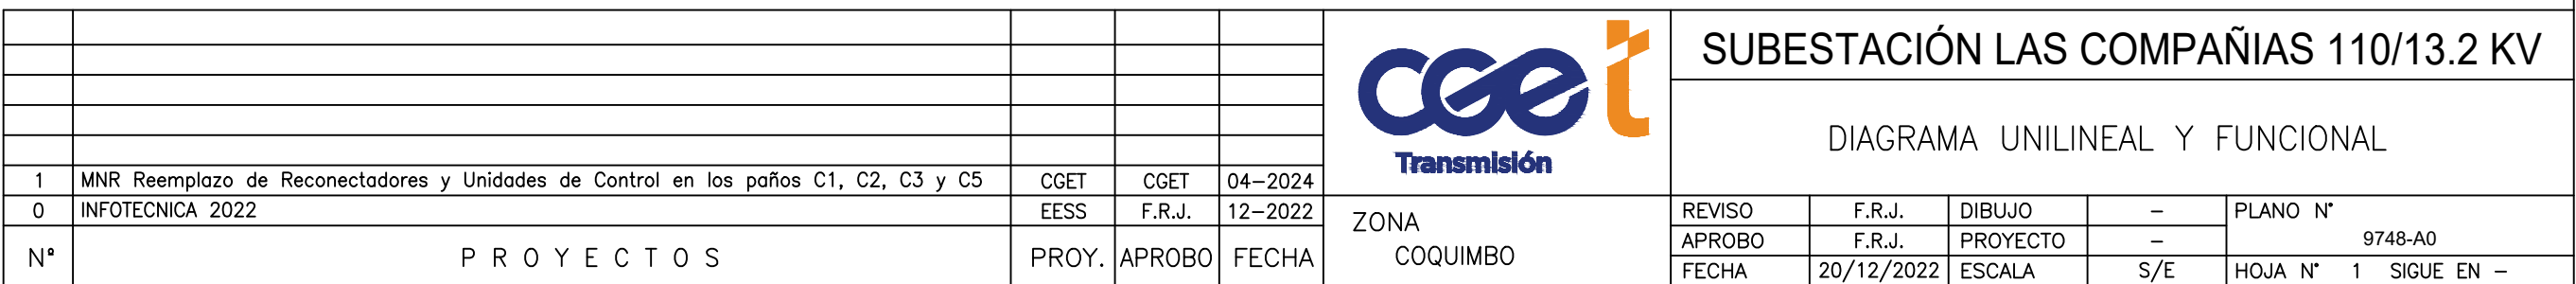 1 MNR Reemplazo de Reconectadores y Unidades de Control en los paños C1, C2, C3 y C5 CGET CGET 04-2024
0 INFOTECNICA 2022 EESS F.R.J. 12-2022
Nº PROYECTOS PROY. APROBO FECHA
cget
Transmisión
ZONA
COQUIMBO
SUBESTACIÓN LAS COMPAÑIAS 110/13.2 KV
DIAGRAMA UNILINEAL Y FUNCIONAL
REVISO F.R.J. DIBUJO – PLANO N°
APROBO F.R.J. PROYECTO – 9748-A0
FECHA 20/12/2022 ESCALA S/E HOJA N° 1 SIGUE EN –